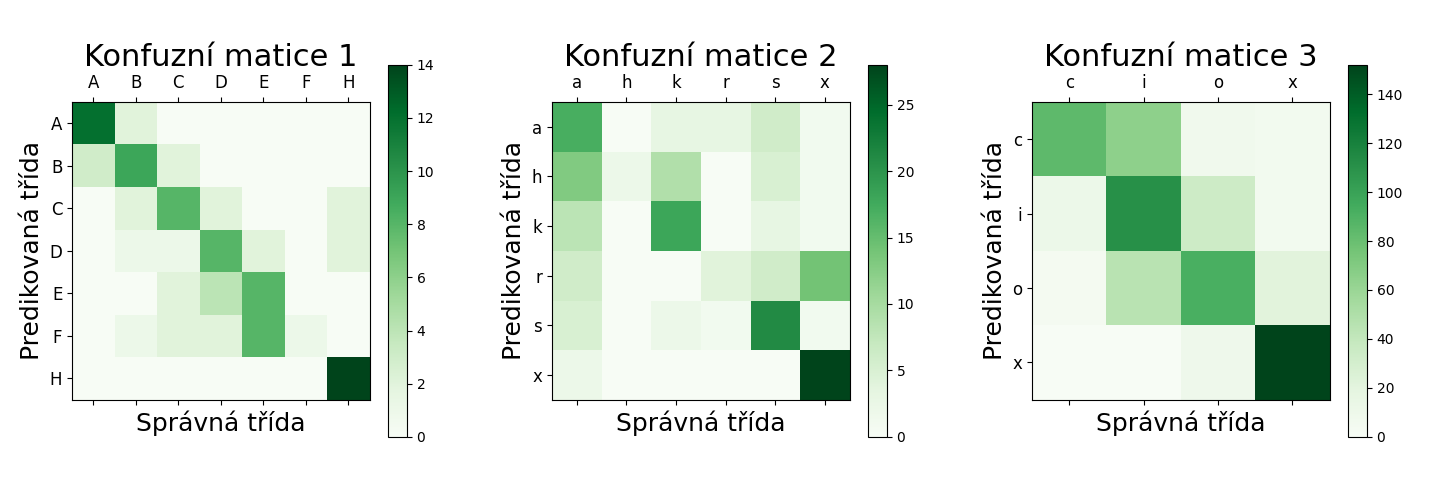 Konfuzní matice 1
A B C D E F H
A
B
C
D
E
F
H
Predikovaná třída
Správná třída
14
12
10
8
6
4
2
0
Konfuzní matice 2
a h k r s x
a
h
k
r
s
x
Predikovaná třída
Správná třída
25
20
15
10
5
0
Konfuzní matice 3
c i o x
c
i
o
x
Predikovaná třída
Správná třída
140
120
100
80
60
40
20
0